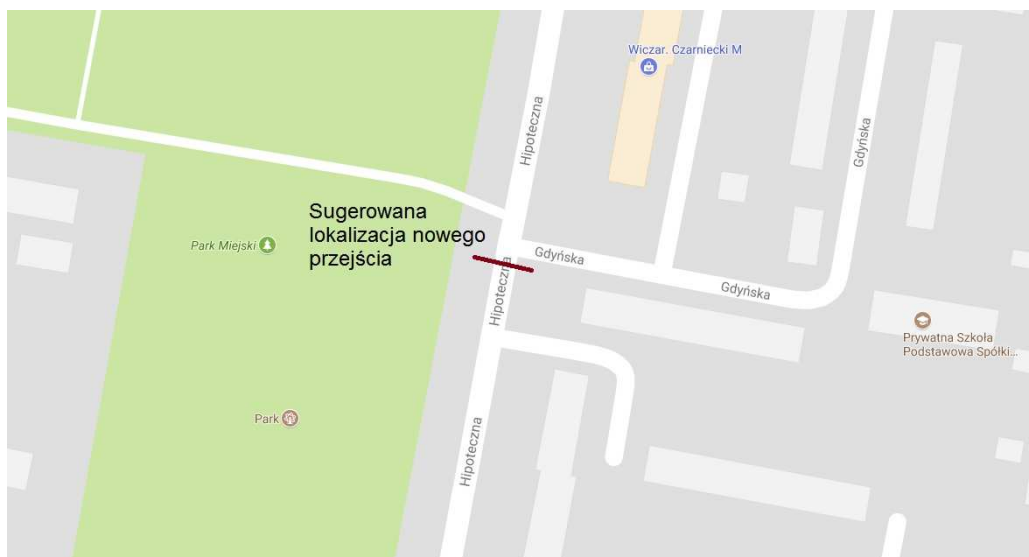 Wiczar. Czarniecki M
Hipoteczna
Gdyńska
Sugerowana
lokalizacja nowego
przejścia
Park Miejski
Gdyńska
Hipoteczna
Gdyńska
Prywatna Szkoła
Podstawowa Spółki...
Park
Hipoteczna